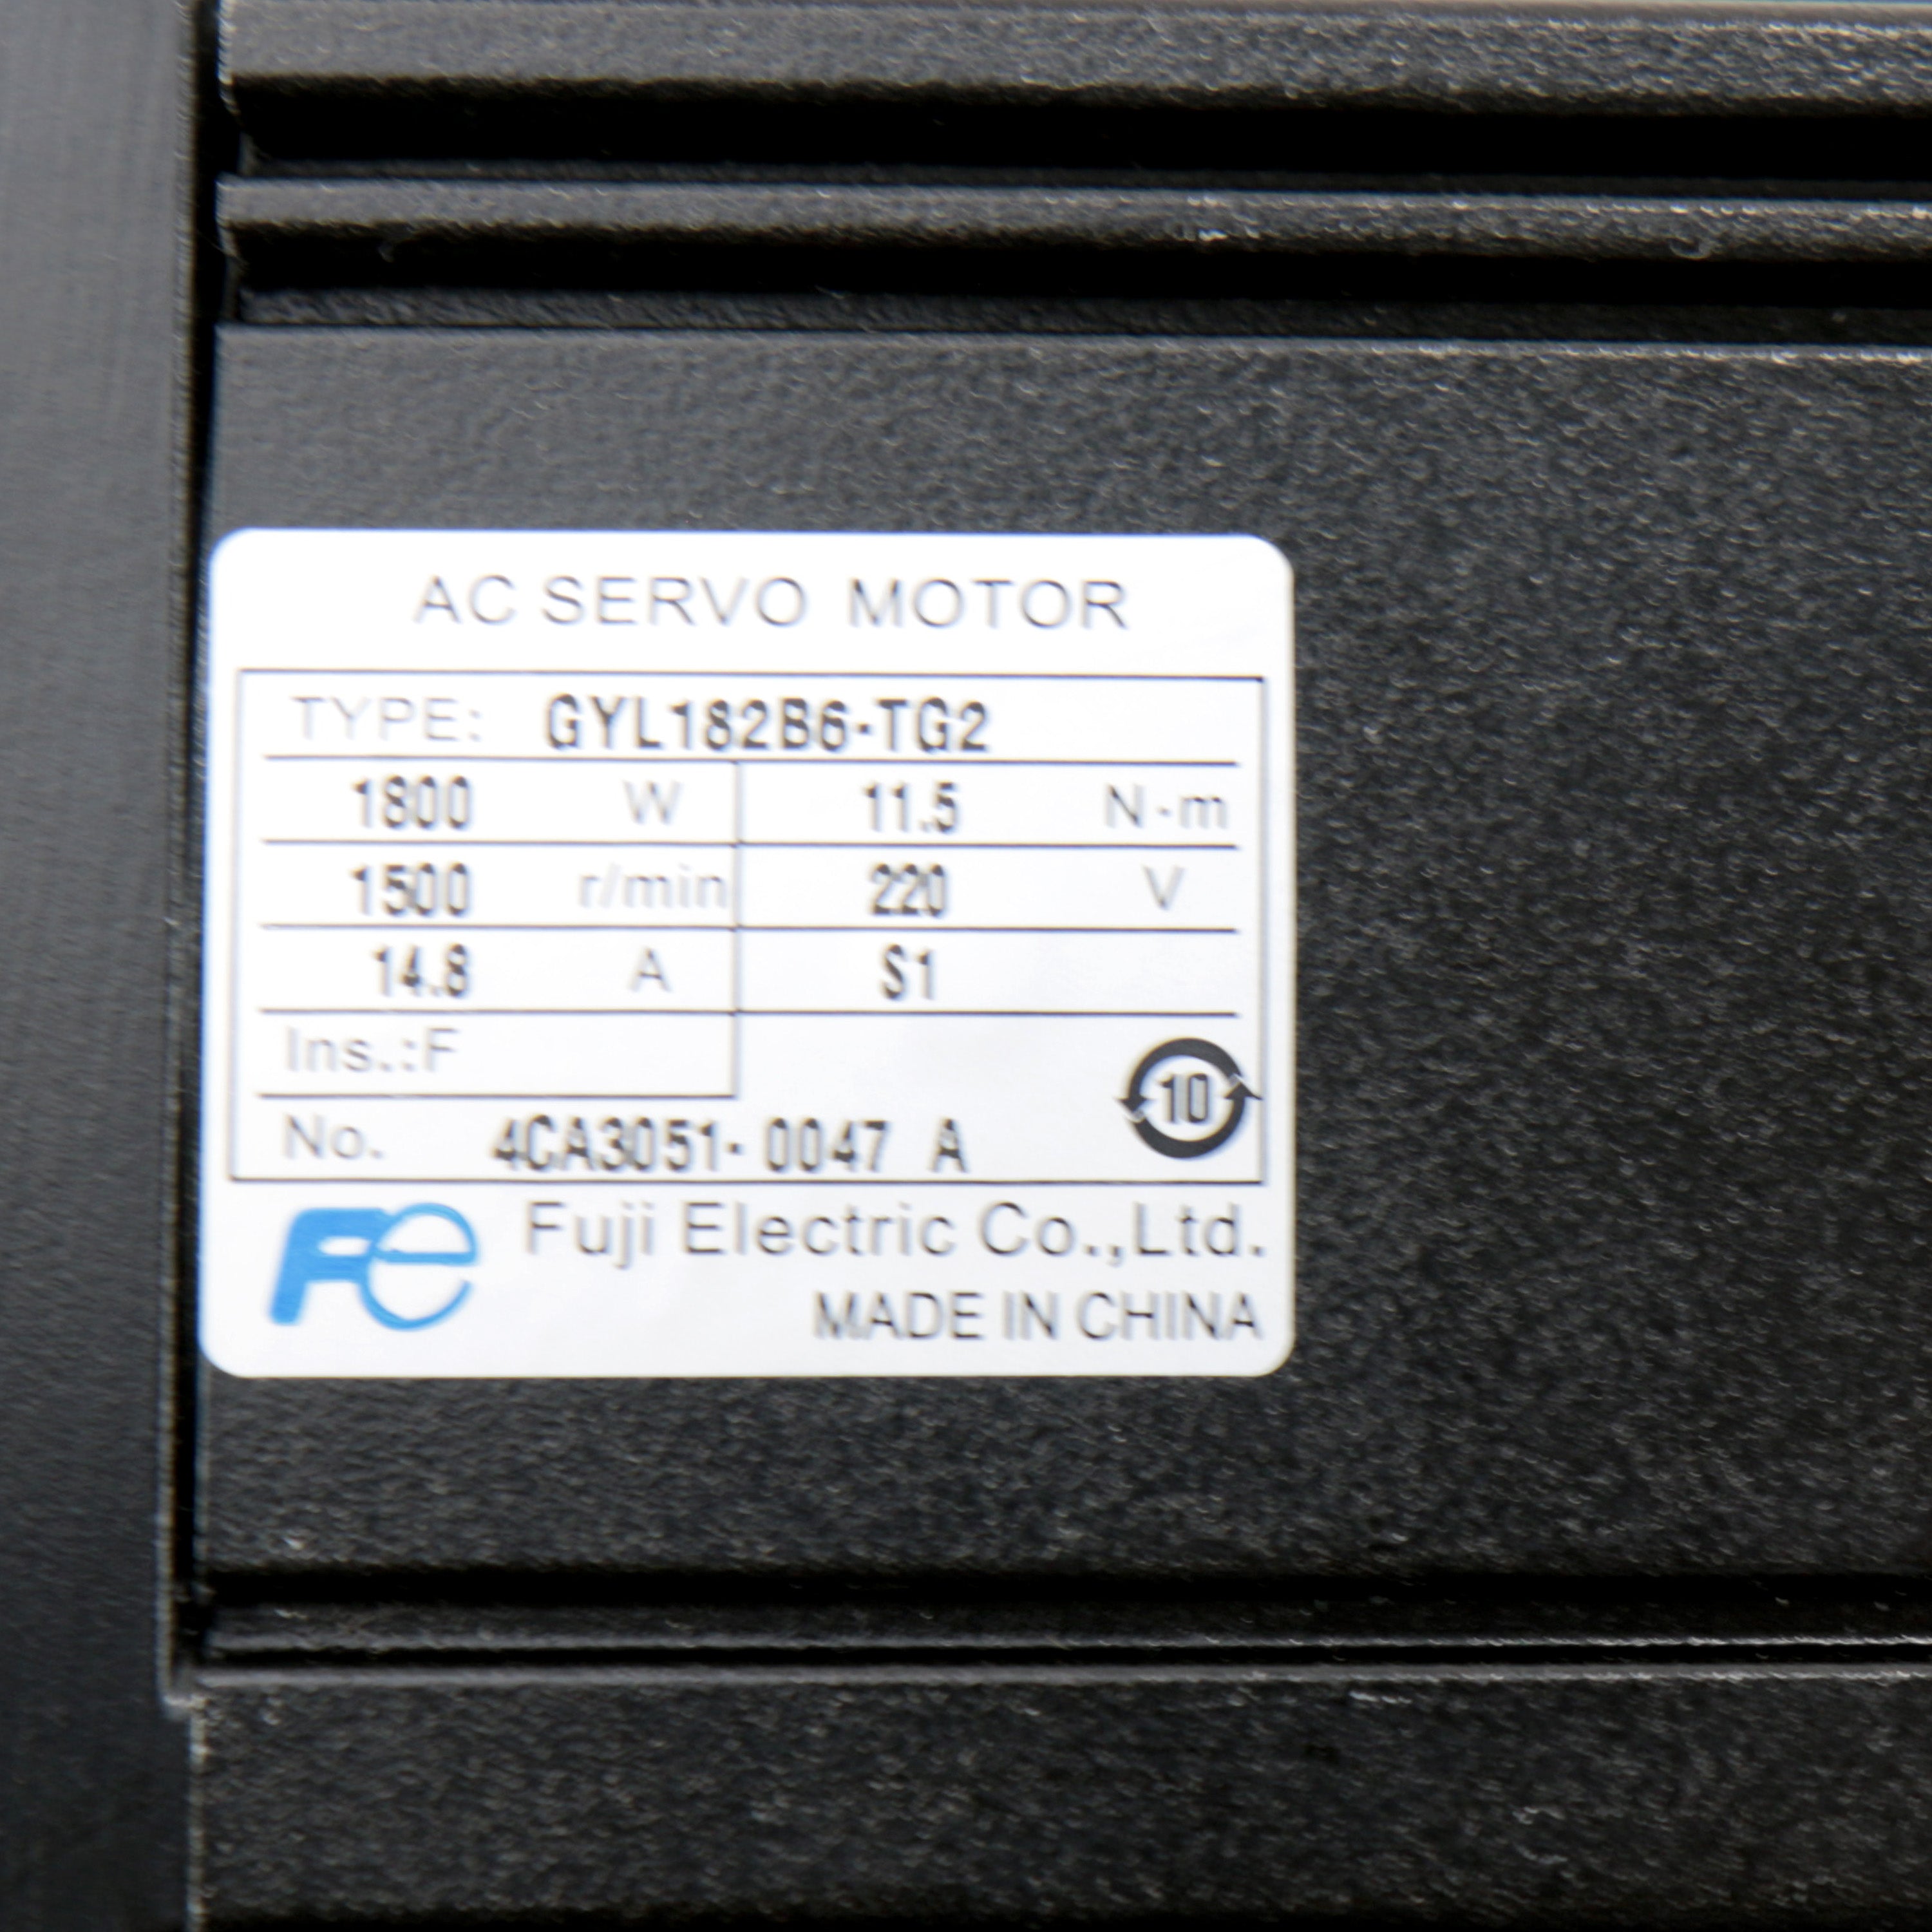 AC SERVO MOTOR
TYPE: GYL182B6-TG2
1800 W 11.5 N·m
1500 r/min 220 V
14.8 A S1
Ins.:F
10
No. 4CA3051- 0047 A
Fe Fuji Electric Co.,Ltd.
MADE IN CHINA